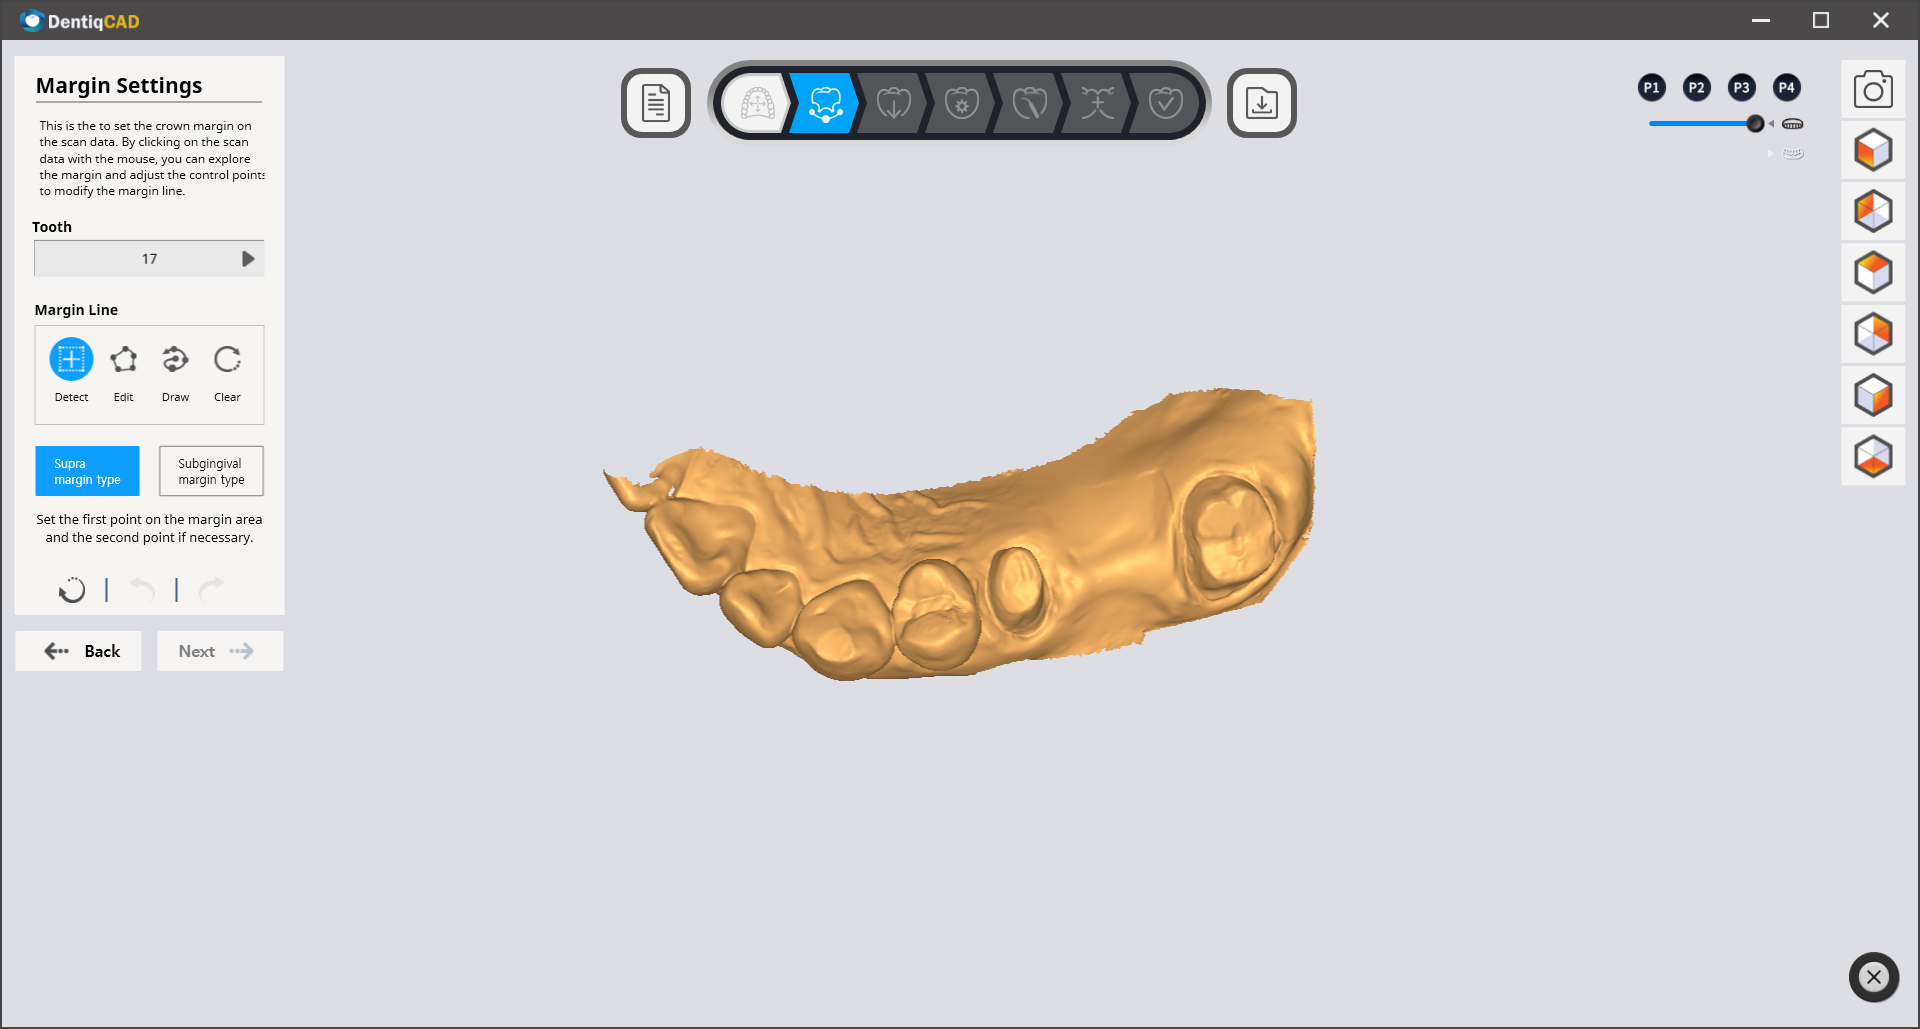 DentiqCAD
Margin Settings
This is the to set the crown margin on
the scan data. By clicking on the scan
data with the mouse, you can explore
the margin and adjust the control points
to modify the margin line.
Tooth
17
Margin Line
Detect Edit Draw Clear
Supra
margin type
Subgingival
margin type
Set the first point on the margin area
and the second point if necessary.
Back
Next
P1 P2 P3 P4